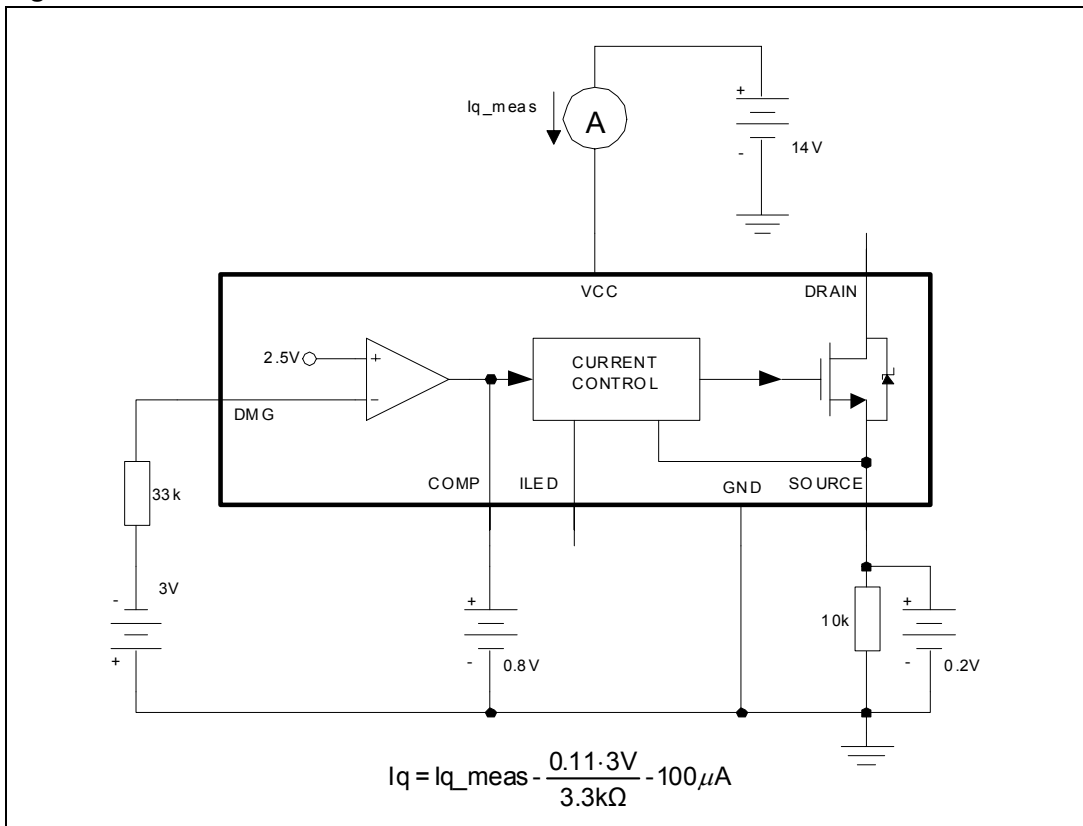 Iq_meas
A
+
-
14V
VCC
DRAIN
2.5V
+
-
CURRENT
CONTROL
DMG
COMP
ILED
GND
SOURCE
33k
-
3V
+
+
-
0.8V
10k
+
-
0.2V
Iq = Iq_meas - 0.11·3V / 3.3kΩ - 100μA